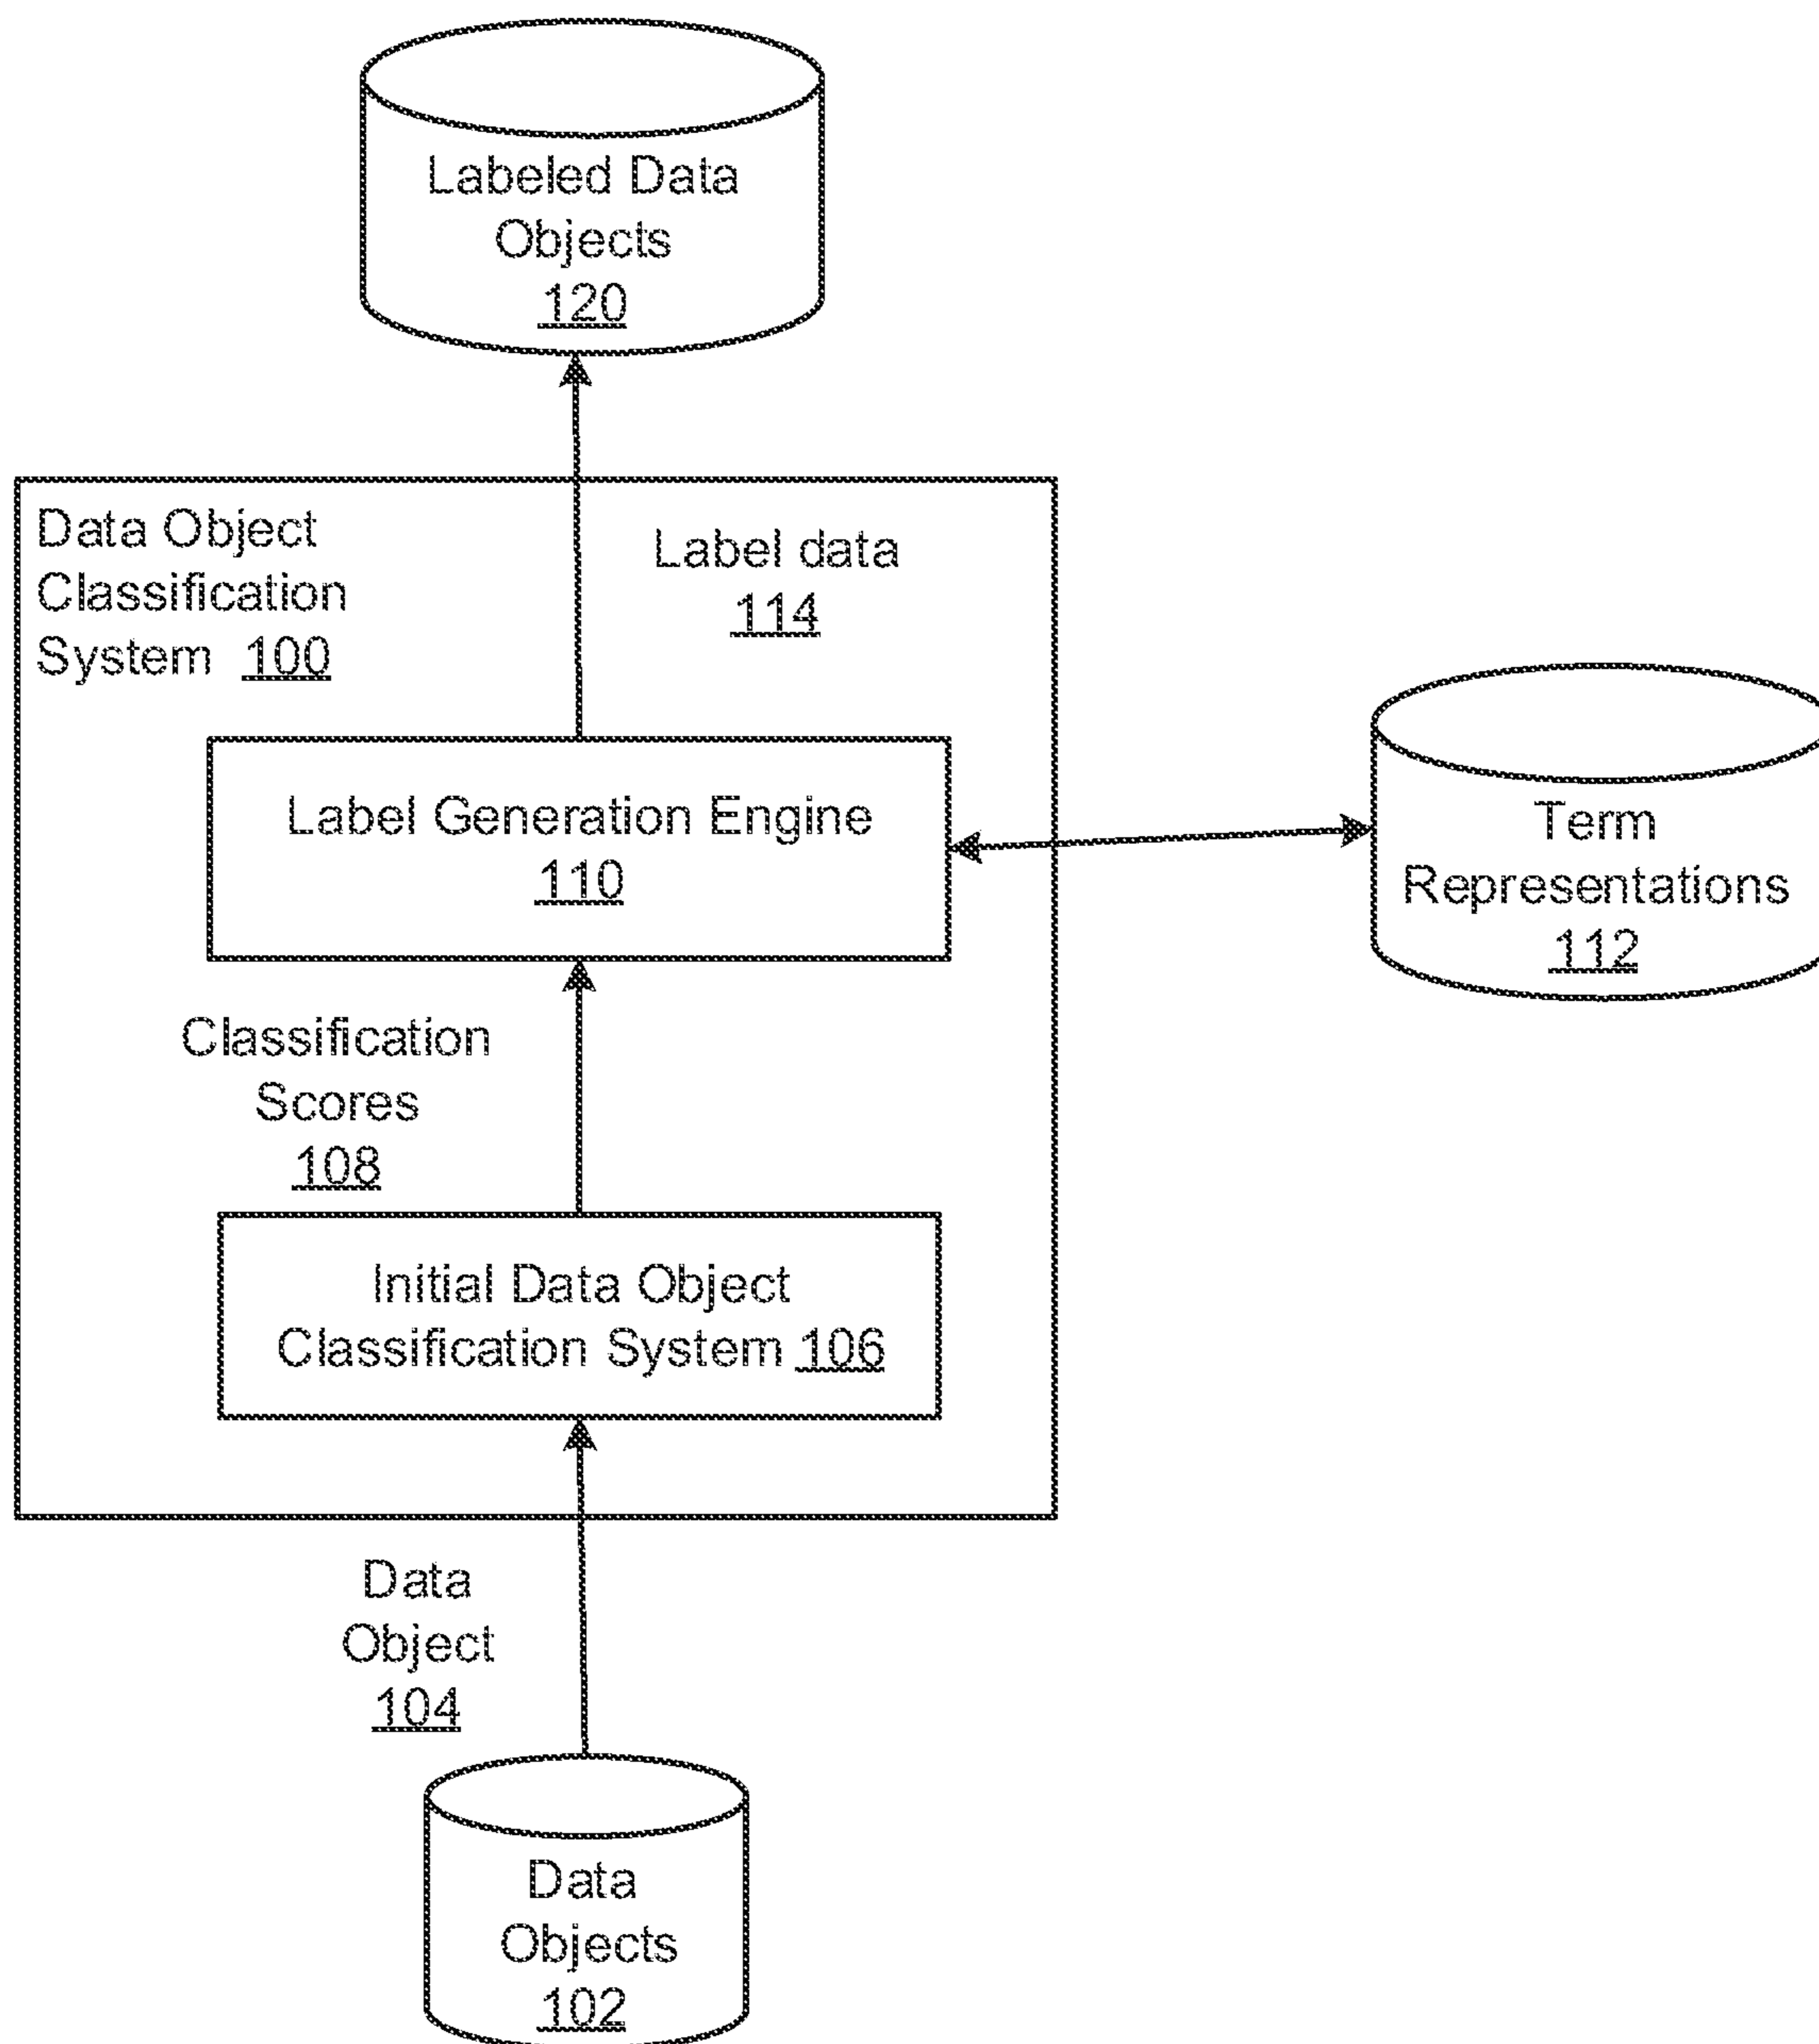 Labeled Data
Objects
120
Data Object
Classification
System 100
Label data
114
Label Generation Engine
110
Term
Representations
112
Classification
Scores
108
Initial Data Object
Classification System 106
Data
Object
104
Data
Objects
102